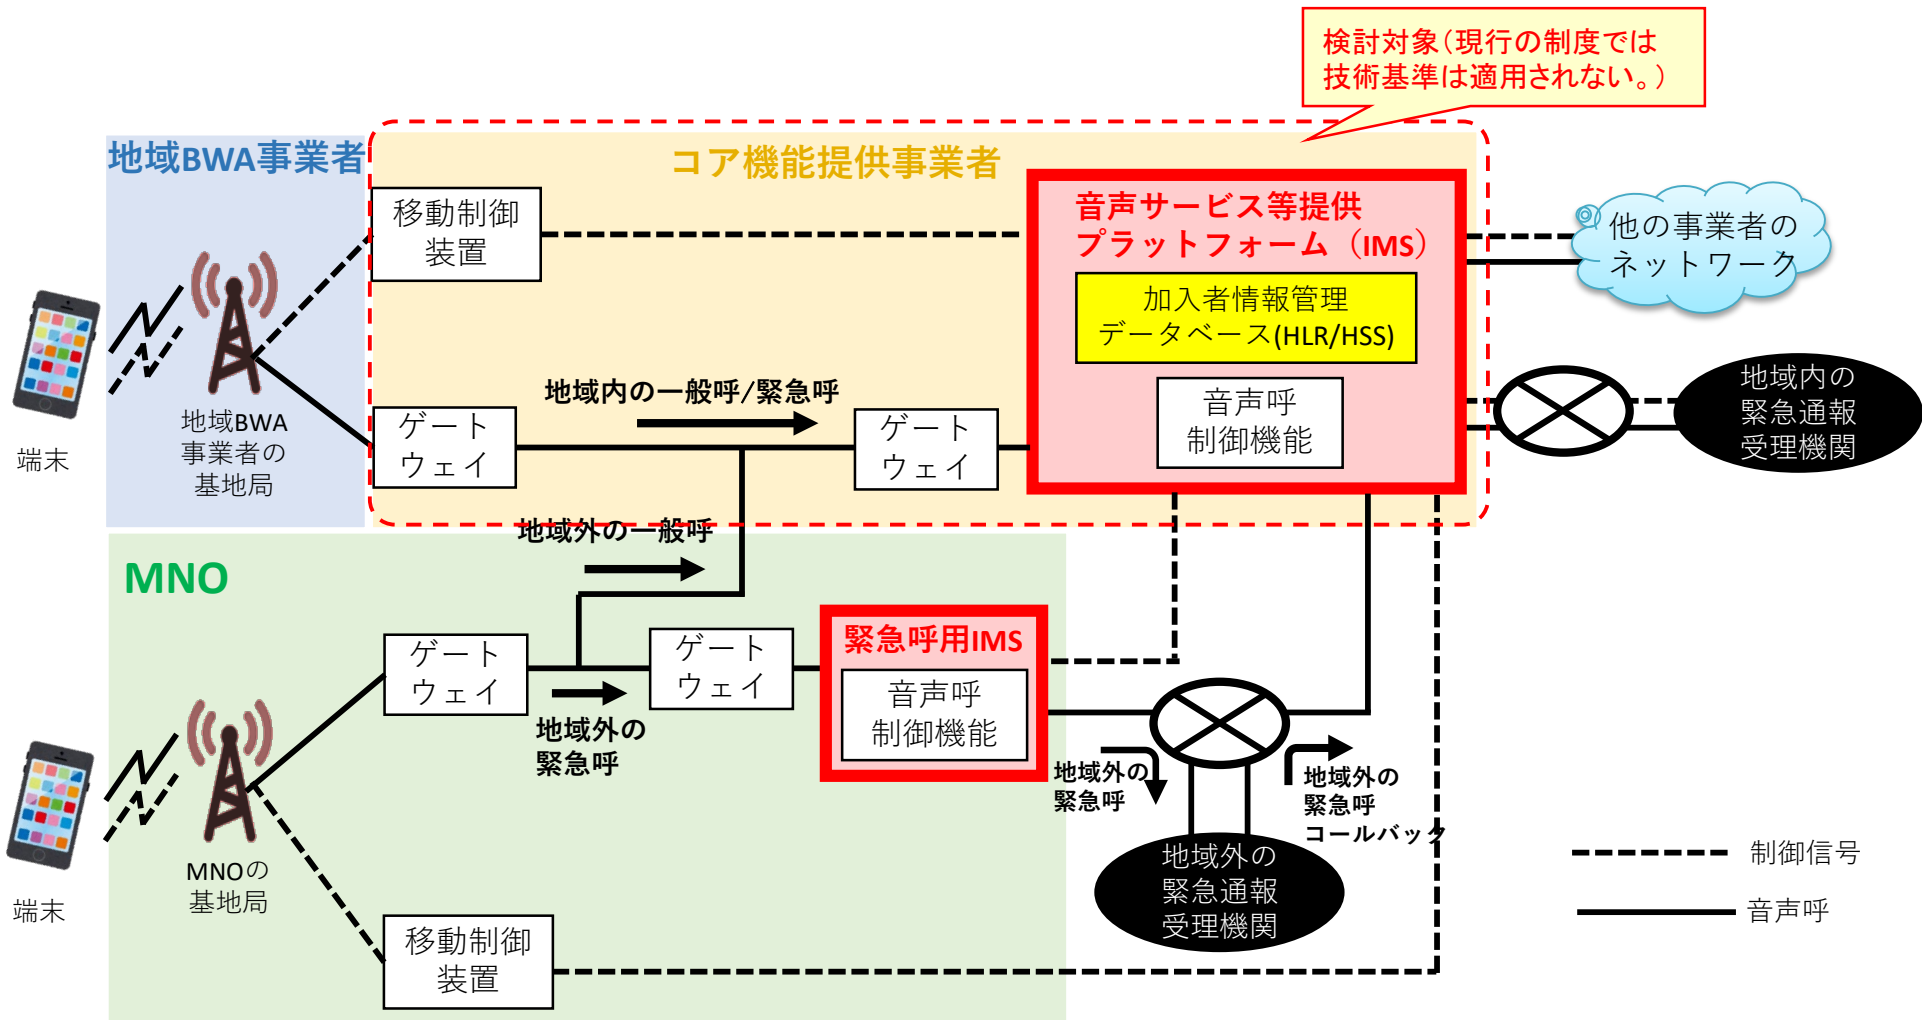 検討対象（現行の制度では
技術基準は適用されない。）
地域BWA事業者
コア機能提供事業者
移動制御
装置
音声サービス等提供
プラットフォーム（IMS）
加入者情報管理
データベース(HLR/HSS)
音声呼
制御機能
他の事業者の
ネットワーク
地域内の
緊急通報
受理機関
地域内の一般呼/緊急呼
ゲート
ウェイ
ゲート
ウェイ
地域BWA
事業者の
基地局
端末
地域外の一般呼
MNO
ゲート
ウェイ
ゲート
ウェイ
緊急呼用IMS
音声呼
制御機能
地域外の
緊急呼
地域外の
緊急呼
地域外の
緊急呼
コールバック
MNOの
基地局
端末
地域外の
緊急通報
受理機関
移動制御
装置
制御信号
音声呼